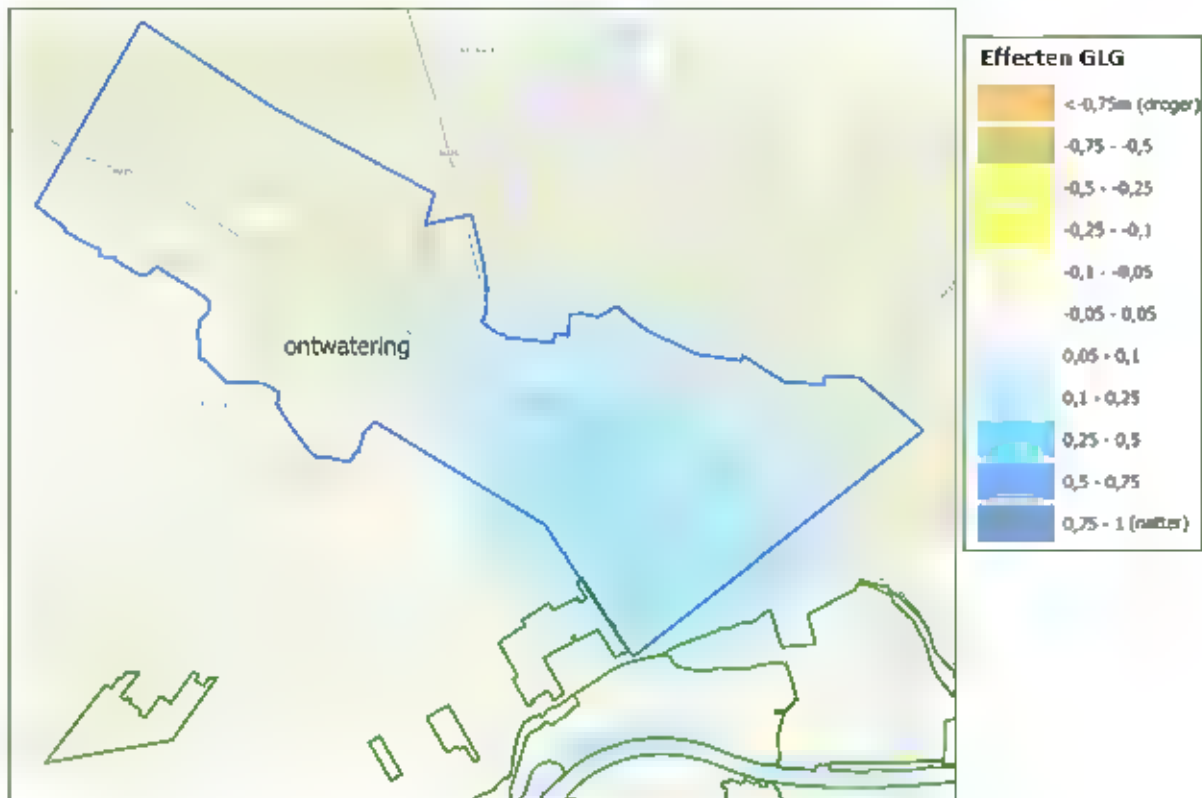 Effecten GLG
< -0,75m (droger)
-0,75 - -0,5
-0,5 - -0,25
-0,25 - -0,1
-0,1 - -0,05
-0,05 - 0,05
0,05 - 0,1
0,1 - 0,25
0,25 - 0,5
0,5 - 0,75
0,75 - 1 (natter)
ontwatering